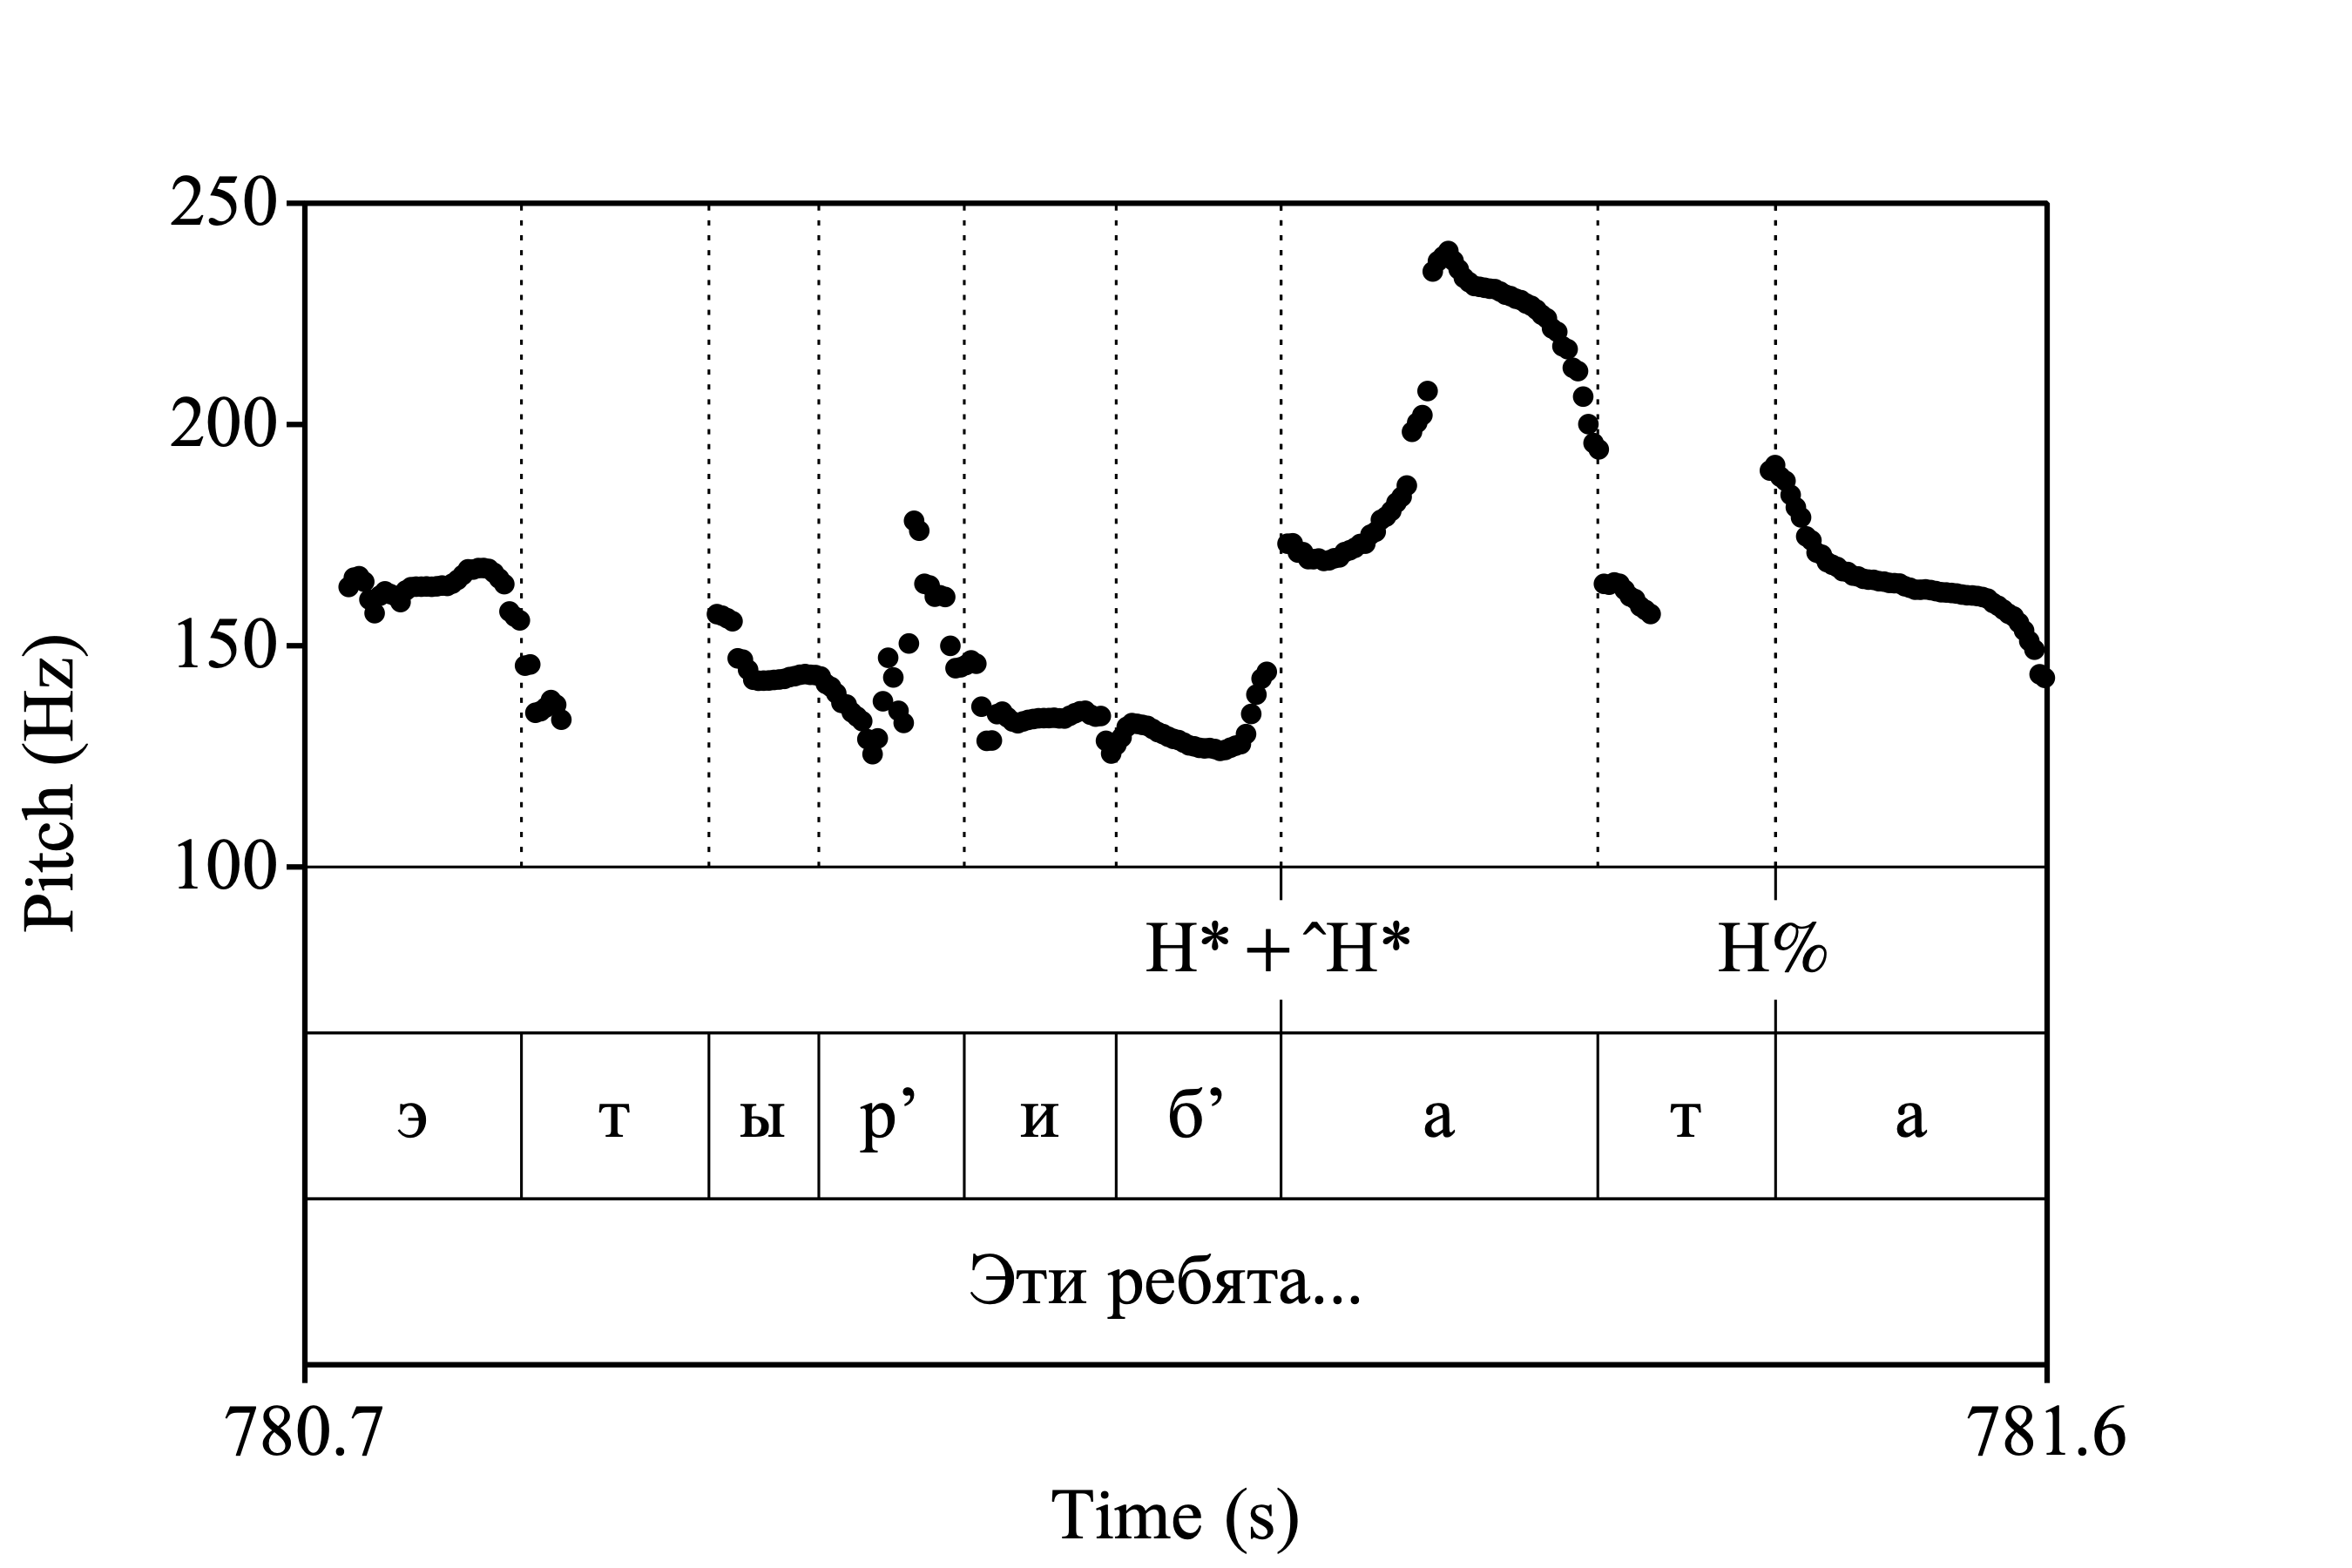 250
200
150
100
Pitch (Hz)
H* + ^H* H%
э т ы р’ и б’ а т а
Эти ребята...
780.7 781.6
Time (s)